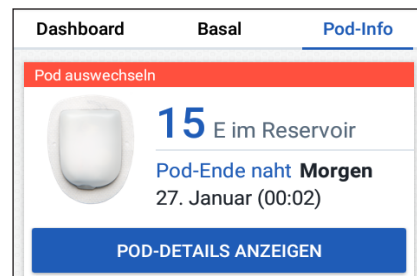 Dashboard Basal Pod-Info
Pod auswechseln
15 E im Reservoir
Pod-Ende naht Morgen
27. Januar (00:02)
POD-DETAILS ANZEIGEN